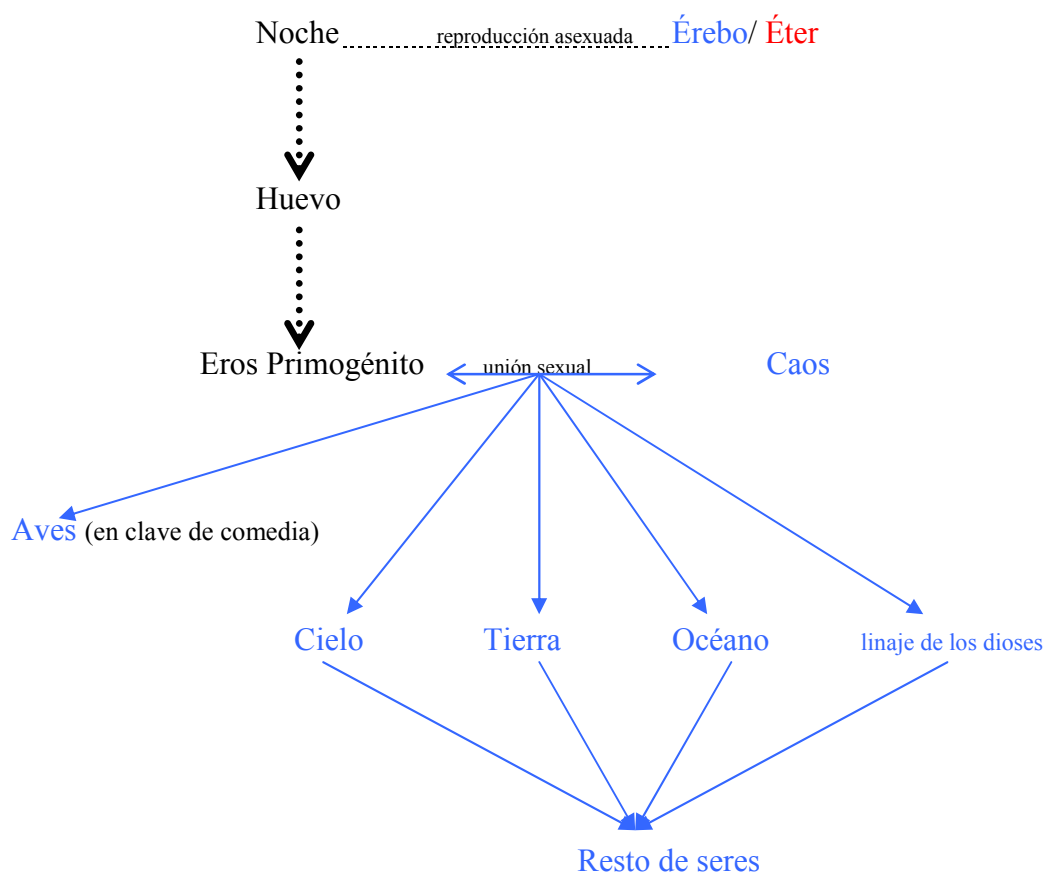 Noche reproducción asexuada Érebo/ Éter
Huevo
Eros Primogénito unión sexual Caos
Aves (en clave de comedia)
Cielo Tierra Océano linaje de los dioses
Resto de seres